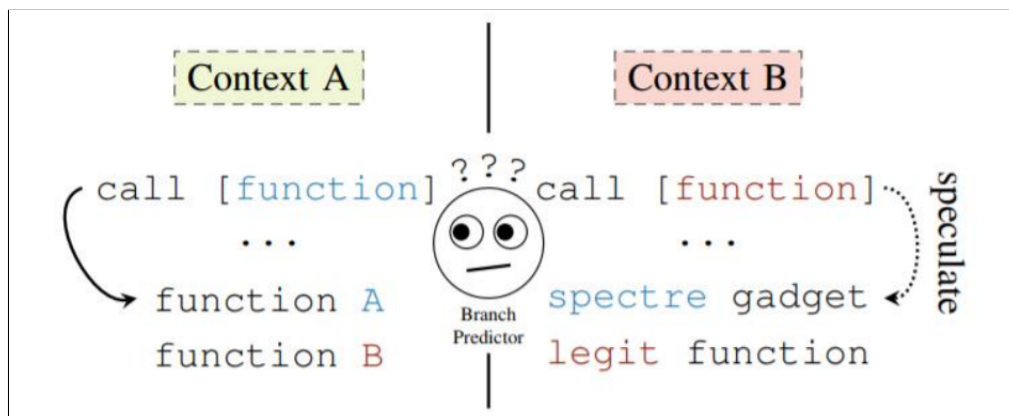 Context A
call [function]
...
function A
function B
? ? ?
Branch
Predictor
Context B
call [function]
...
spectre gadget
legit function
speculate